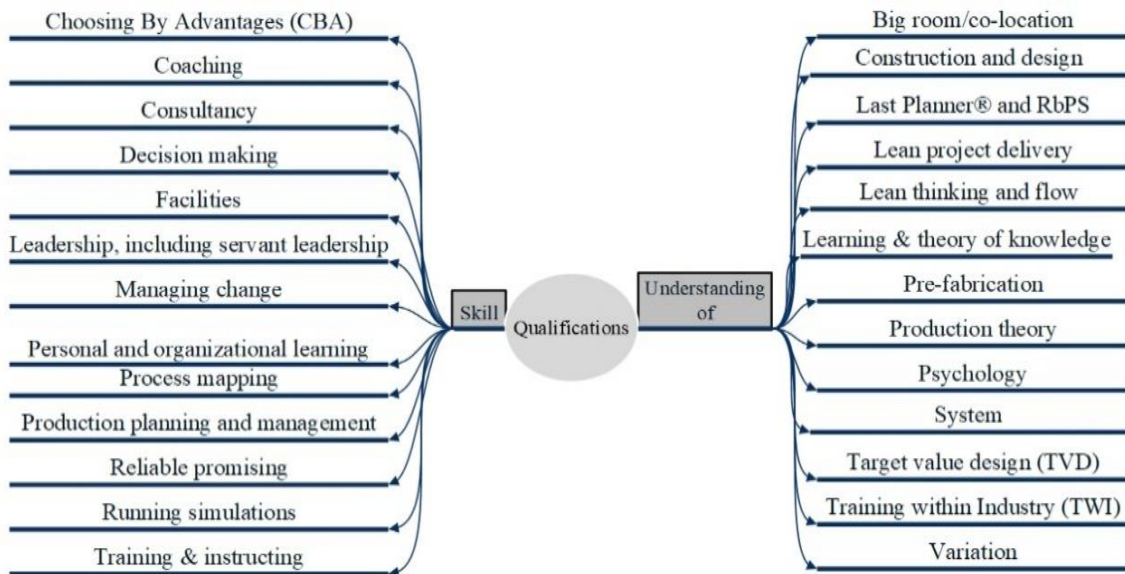 Choosing By Advantages (CBA)
Coaching
Consultancy
Decision making
Facilities
Leadership, including servant leadership
Managing change
Personal and organizational learning
Process mapping
Production planning and management
Reliable promising
Running simulations
Training & instructing
Skill
Qualifications
Understanding
of
Big room/co-location
Construction and design
Last Planner® and RbPS
Lean project delivery
Lean thinking and flow
Learning & theory of knowledge
Pre-fabrication
Production theory
Psychology
System
Target value design (TVD)
Training within Industry (TWI)
Variation